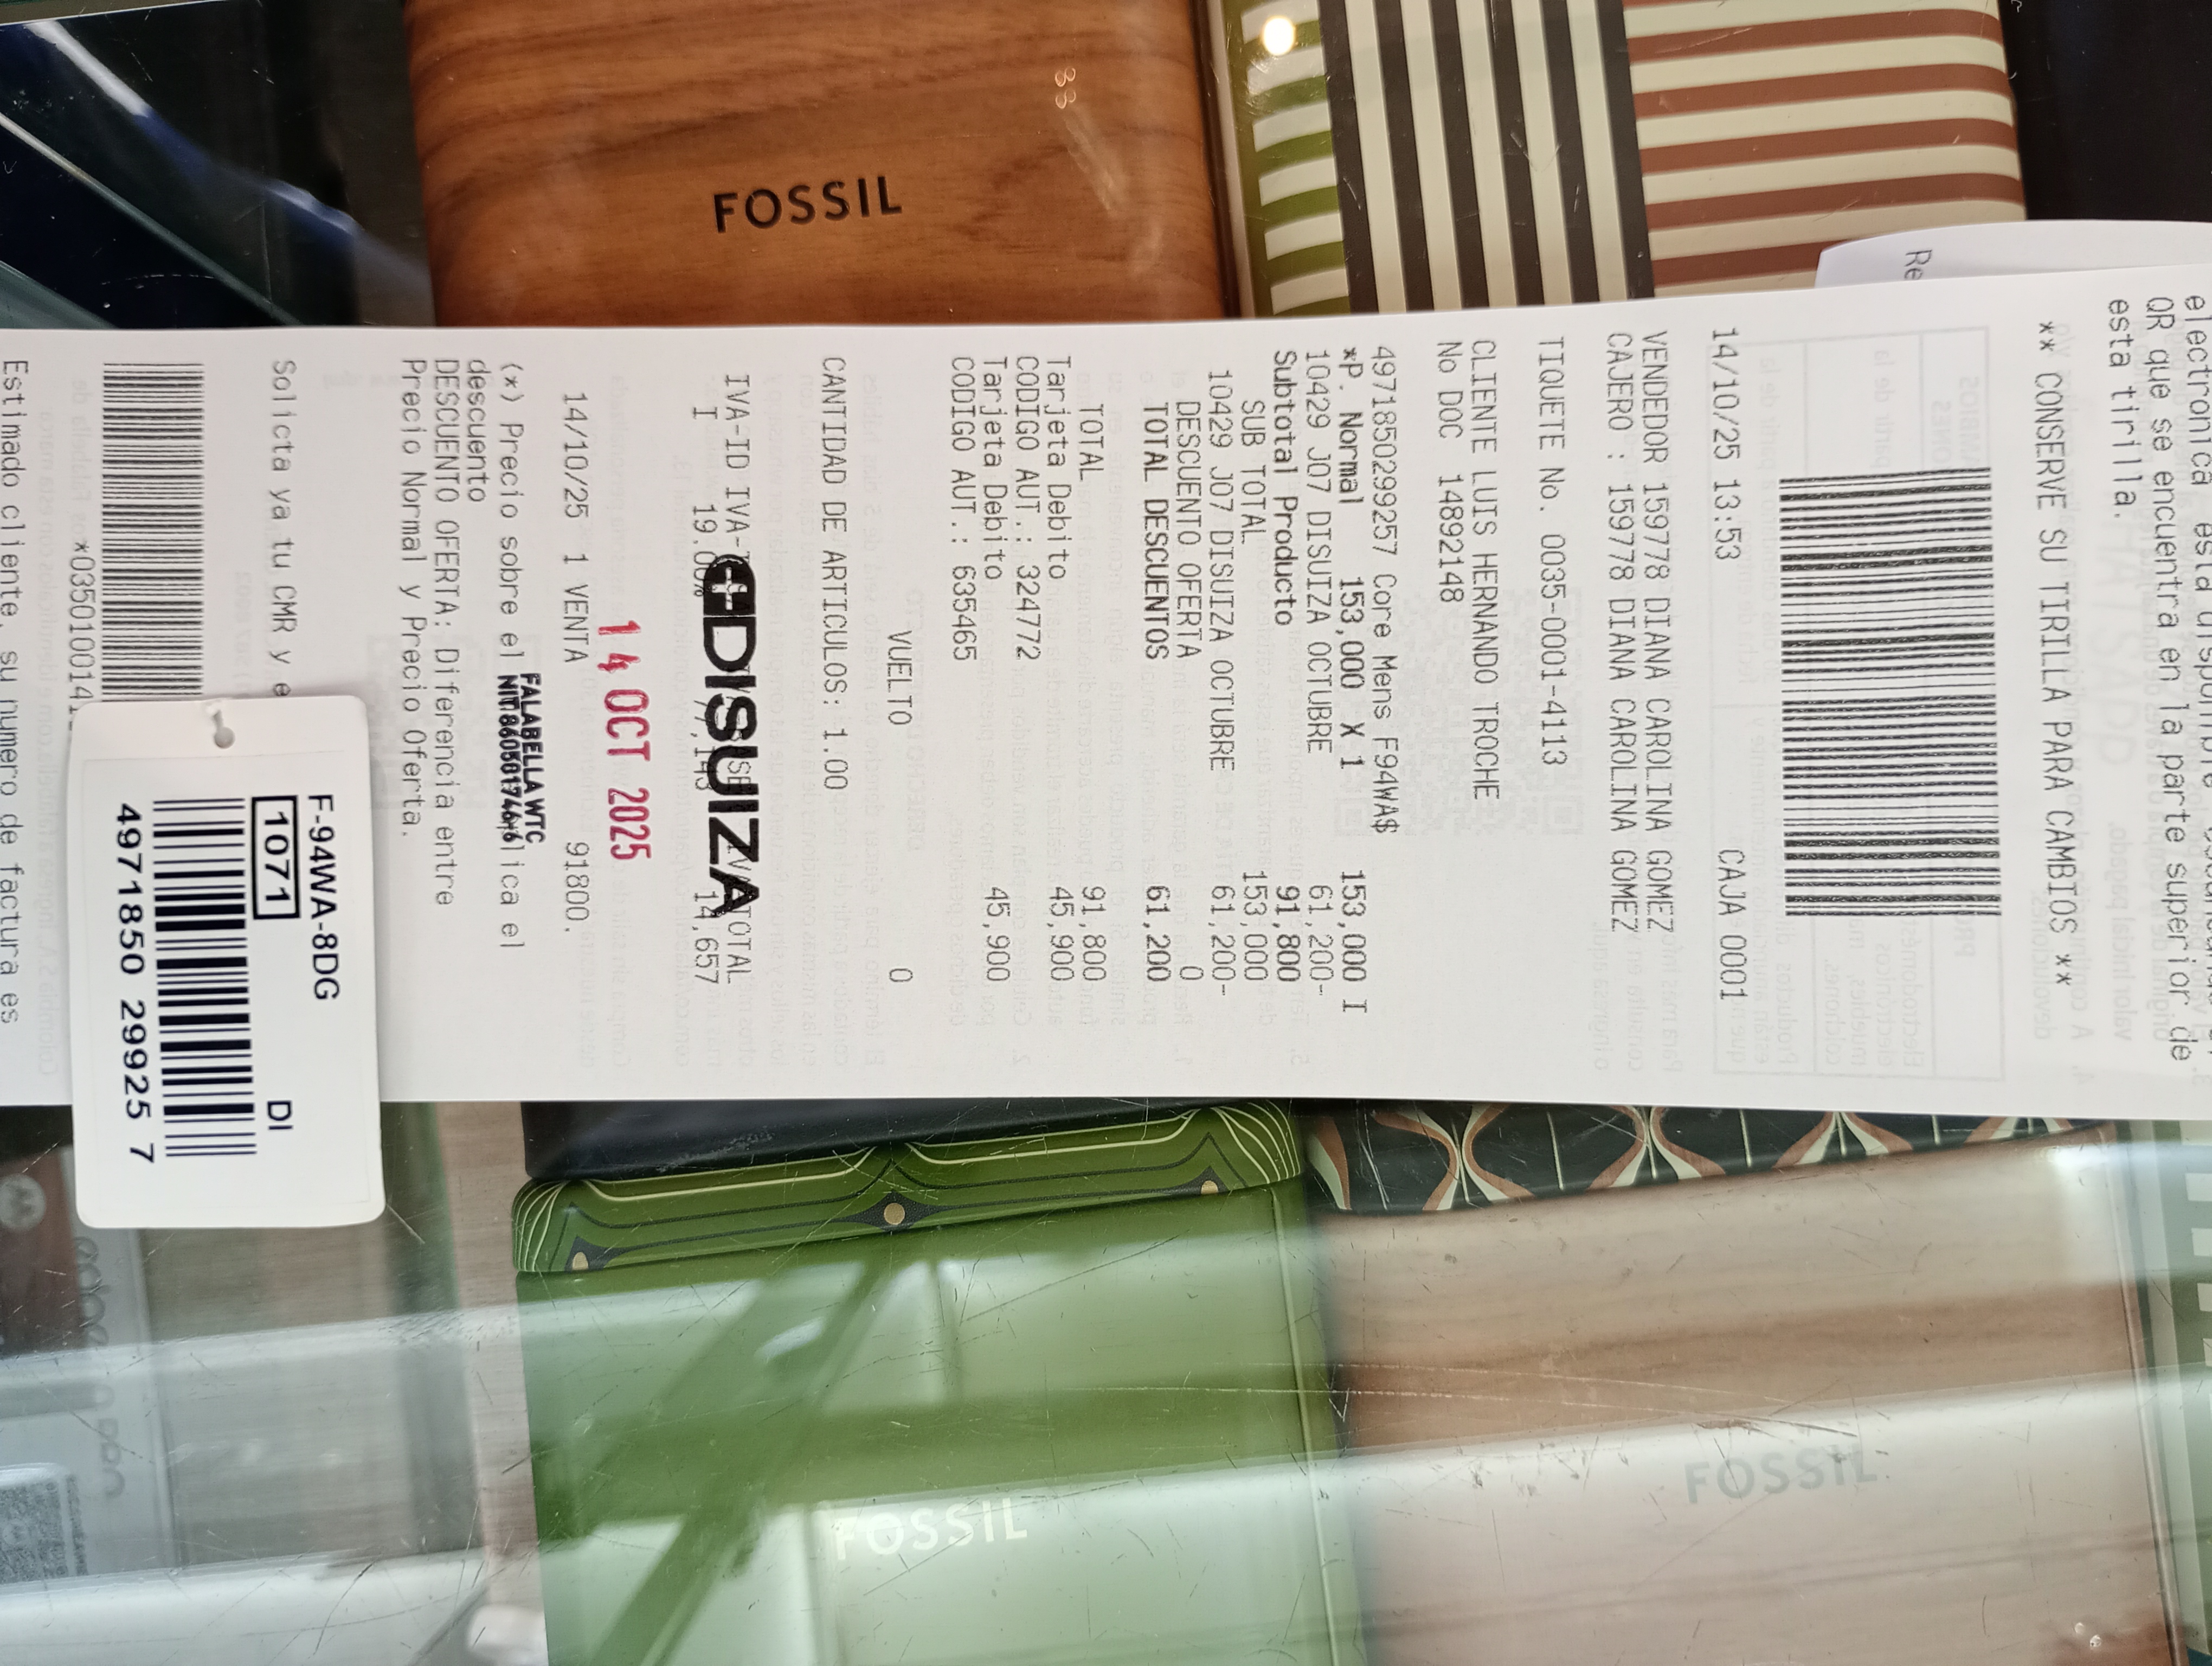 FOSSIL
Re
electronica, esta disponible
QR que se encuentra en la parte superior de
esta tirilla.
** CONSERVE SU TIRILLA PARA CAMBIOS **
14/10/25 13:53 CAJA 0001
VENDEDOR 159778 DIANA CAROLINA GOMEZ
CAJERO : 159778 DIANA CAROLINA GOMEZ
TIQUETE No. 0035-0001-4113
CLIENTE LUIS HERNANDO TROCHE
No DOC 14892148
4971850299257 Core Mens F94WA$
*P. Normal 153,000 X 1 153,000 I
10429 JO7 DISUIZA OCTUBRE 61,200-
Subtotal Producto 91,800
SUB TOTAL 153,000
10429 JO7 DISUIZA OCTUBRE 61,200-
DESCUENTO OFERTA 0
TOTAL DESCUENTOS 61,200
TOTAL 91,800
Tarjeta Debito 45,900
CODIGO AUT.: 324772
Tarjeta Debito 45,900
CODIGO AUT.: 635465
VUELTO 0
CANTIDAD DE ARTICULOS: 1.00
IVA-ID IVA- TOTAL
I 19.00% 77,143 14,657
DISUIZA
14 OCT 2025
14/10/25 1 VENTA 91800.
FALABELLA WTC
(*) Precio sobre el lica el
descuento
DESCUENTO OFERTA: Diferencia entre
Precio Normal y Precio Oferta.
Solicta ya tu CMR y
*0350100141
Estimado cliente, su numero de factura es
F-94WA-8DG
1071 DI
4971850 29925 7
FOSSIL
FOSSIL